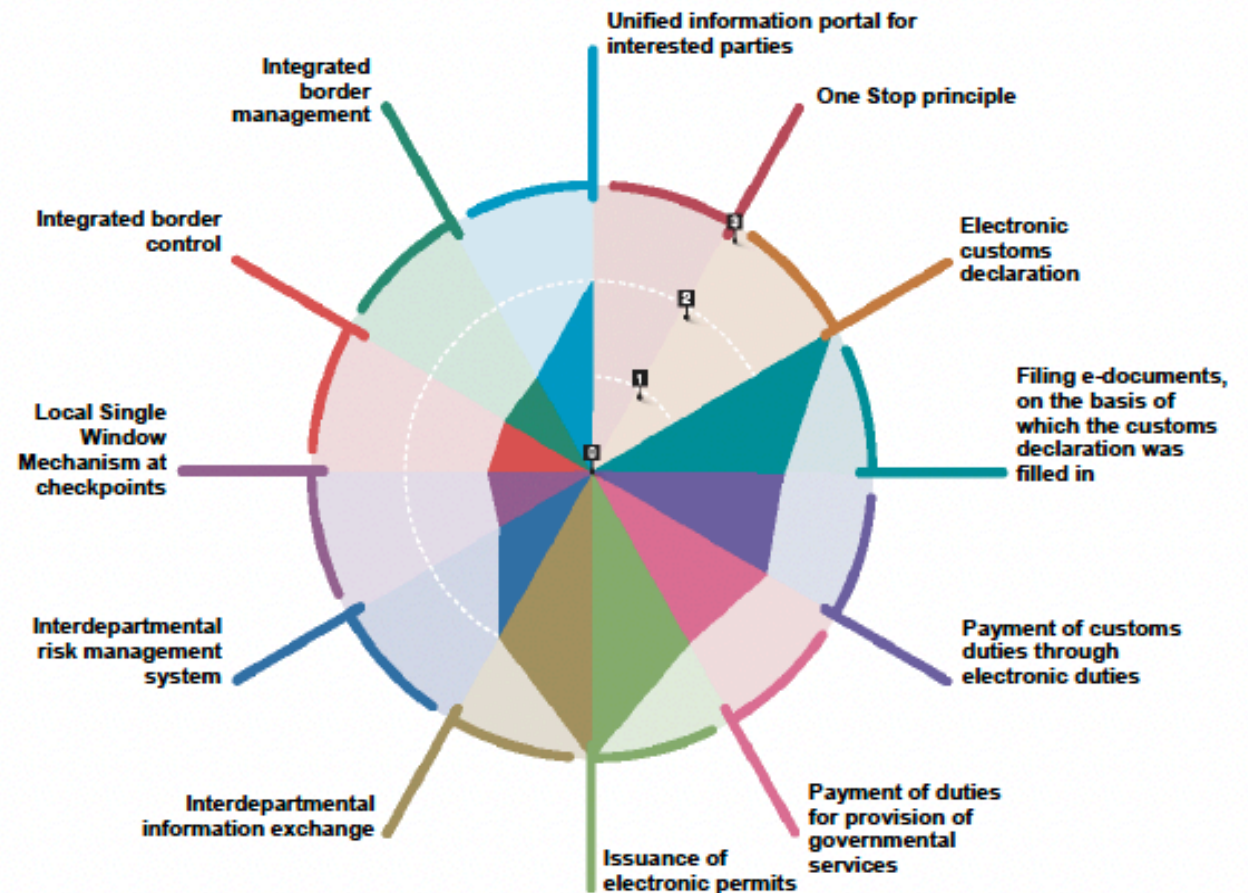 Unified information portal for
interested parties
One Stop principle
Electronic
customs
declaration
Filing e-documents,
on the basis of
which the customs
declaration was
filled in
Payment of customs
duties through
electronic duties
Payment of duties
for provision of
governmental
services
Issuance of
electronic permits
Interdepartmental
information exchange
Interdepartmental
risk management
system
Local Single
Window
Mechanism at
checkpoints
Integrated border
control
Integrated
border
management
3
2
1
0